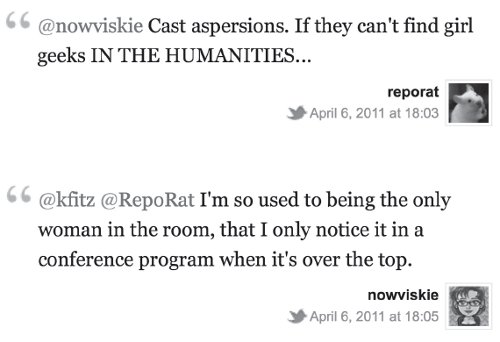 “ @nowviskie Cast aspersions. If they can't find girl
geeks IN THE HUMANITIES...
reporat
April 6, 2011 at 18:03
“ @kfitz @RepoRat I'm so used to being the only
woman in the room, that I only notice it in a
conference program when it's over the top.
nowviskie
April 6, 2011 at 18:05